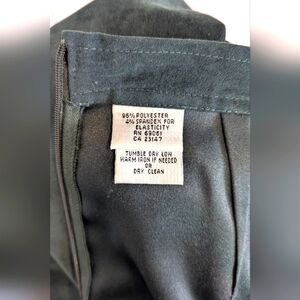 96% POLYESTER
4% SPANDEX FOR
ELASTICITY
RN 69061
CA 23147
TUMBLE DRY LOW
WARM IRON IF NEEDED
OR
DRY CLEAN